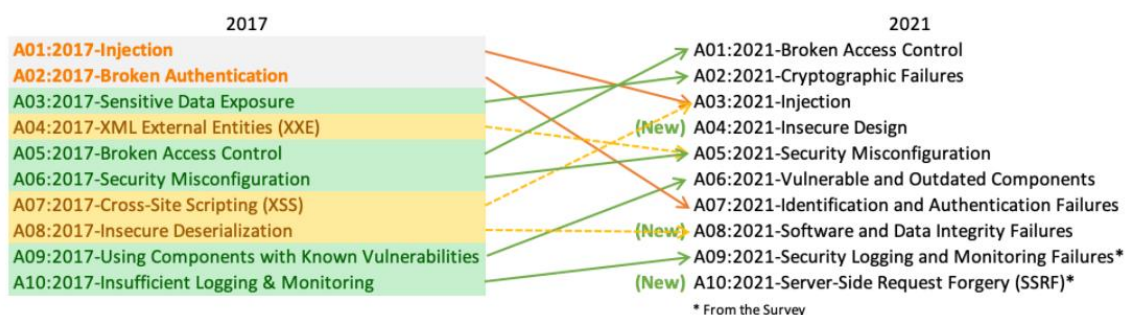 2017
2021
A01:2017-Injection
A01:2021-Broken Access Control
A02:2017-Broken Authentication
A02:2021-Cryptographic Failures
A03:2017-Sensitive Data Exposure
A03:2021-Injection
A04:2017-XML External Entities (XXE)
(New) A04:2021-Insecure Design
A05:2017-Broken Access Control
A05:2021-Security Misconfiguration
A06:2017-Security Misconfiguration
A06:2021-Vulnerable and Outdated Components
A07:2017-Cross-Site Scripting (XSS)
A07:2021-Identification and Authentication Failures
A08:2017-Insecure Deserialization
(New) A08:2021-Software and Data Integrity Failures
A09:2017-Using Components with Known Vulnerabilities
A09:2021-Security Logging and Monitoring Failures*
A10:2017-Insufficient Logging & Monitoring
(New) A10:2021-Server-Side Request Forgery (SSRF)*
* From the Survey